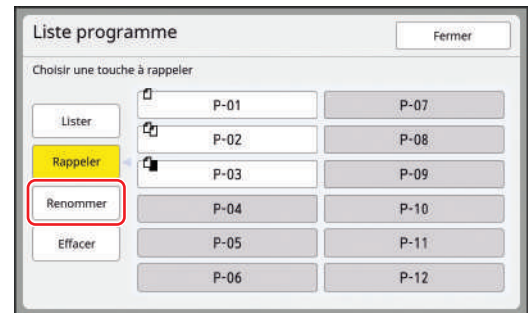 Liste programme
Fermer
Choisir une touche à rappeler
Lister
Rappeler
Renommer
Effacer
P-01
P-02
P-03
P-04
P-05
P-06
P-07
P-08
P-09
P-10
P-11
P-12